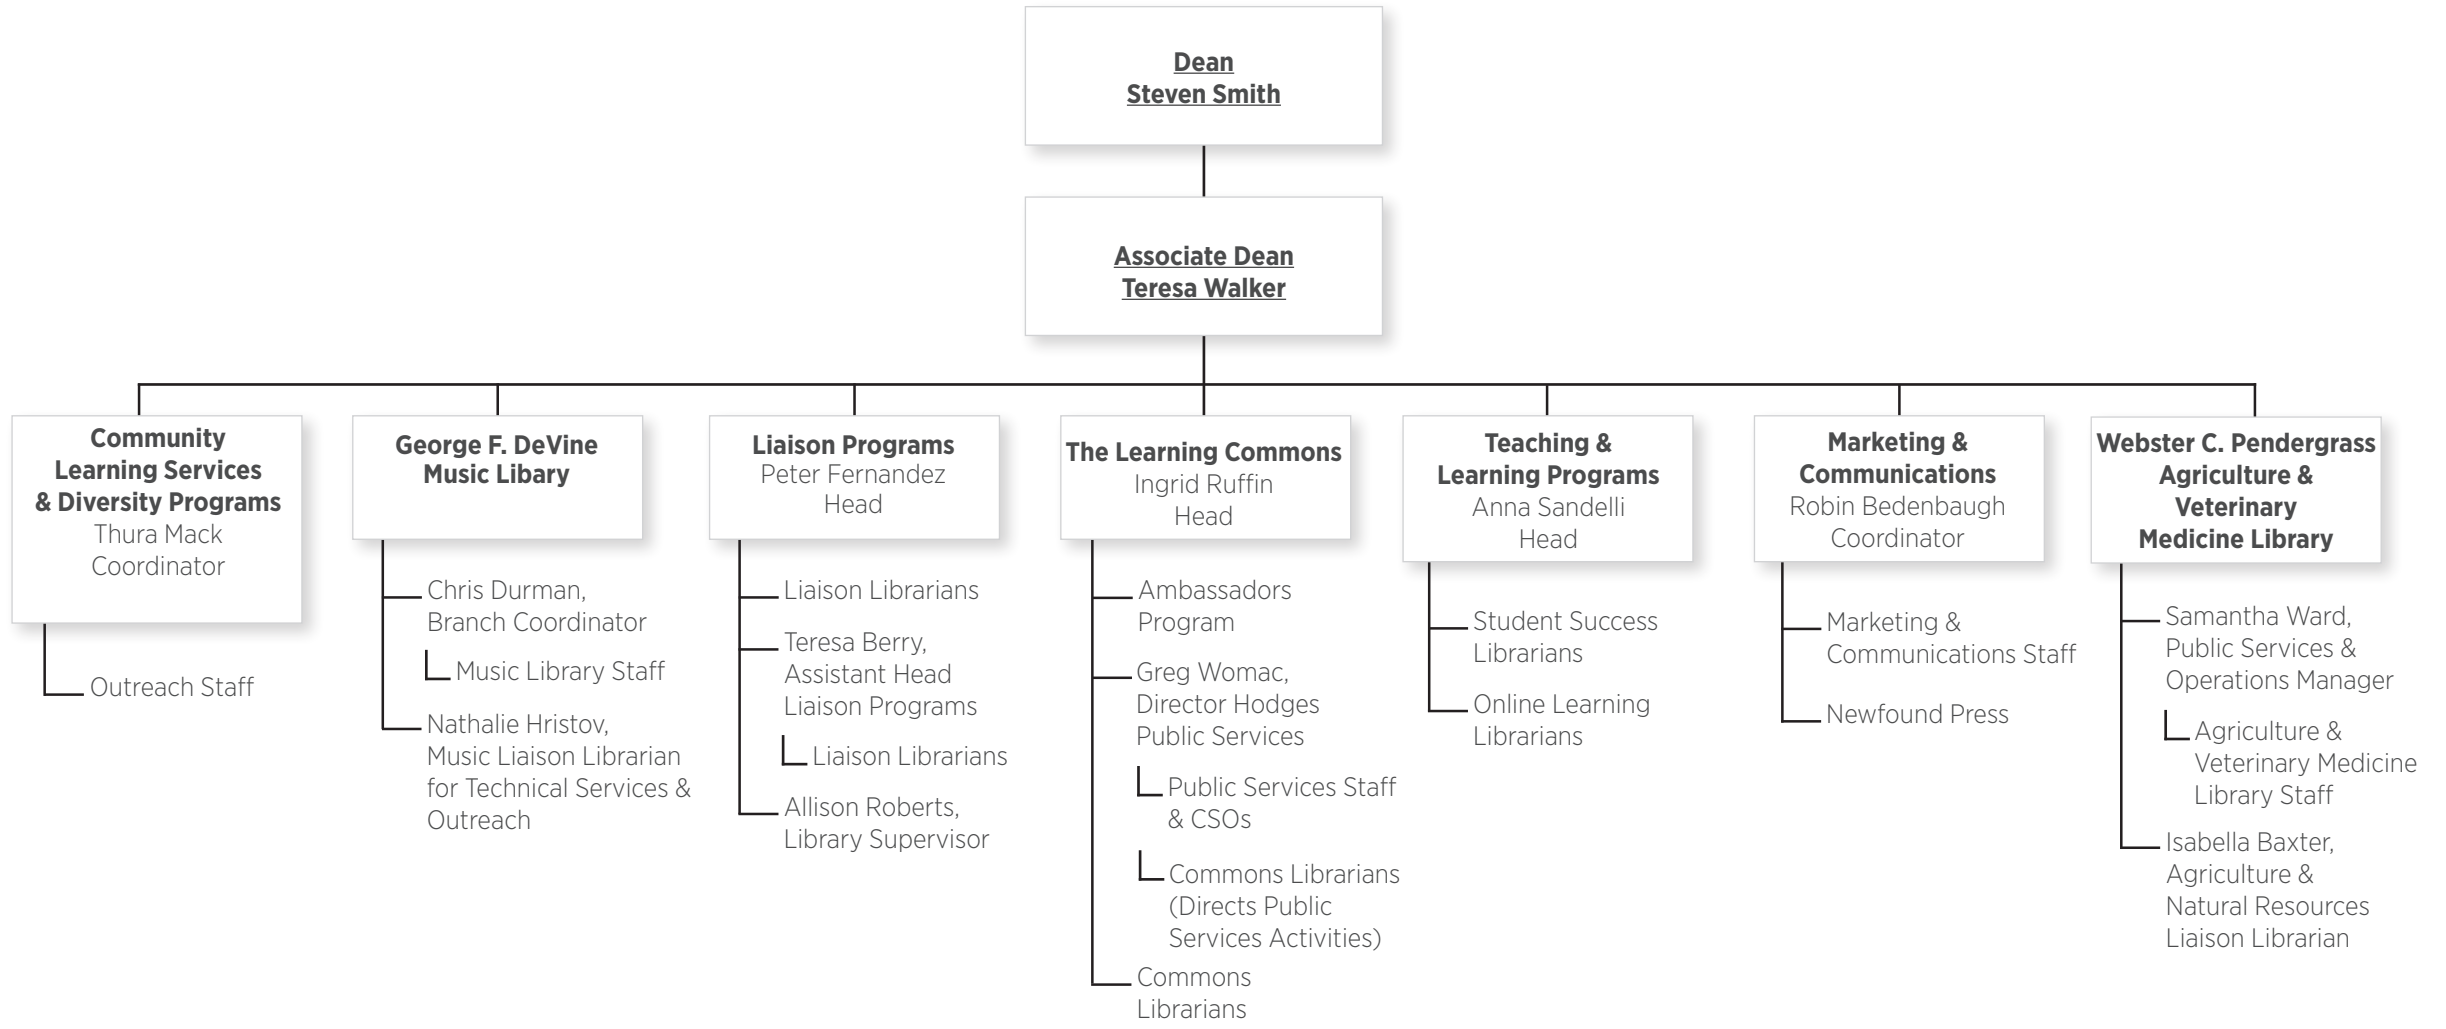 Dean
Steven Smith
Associate Dean
Teresa Walker
Community
Learning Services
& Diversity Programs
Thura Mack
Coordinator
Outreach Staff
George F. DeVine
Music Libary
Chris Durman,
Branch Coordinator
Music Library Staff
Nathalie Hristov,
Music Liaison Librarian
for Technical Services &
Outreach
Liaison Programs
Peter Fernandez
Head
Liaison Librarians
Teresa Berry,
Assistant Head
Liaison Programs
Liaison Librarians
Allison Roberts,
Library Supervisor
The Learning Commons
Ingrid Ruffin
Head
Ambassadors
Program
Greg Womac,
Director Hodges
Public Services
Public Services Staff
& CSOs
Commons Librarians
(Directs Public
Services Activities)
Commons
Librarians
Teaching &
Learning Programs
Anna Sandelli
Head
Student Success
Librarians
Online Learning
Librarians
Marketing &
Communications
Robin Bedenbaugh
Coordinator
Marketing &
Communications Staff
Newfound Press
Webster C. Pendergrass
Agriculture &
Veterinary
Medicine Library
Samantha Ward,
Public Services &
Operations Manager
Agriculture &
Veterinary Medicine
Library Staff
Isabella Baxter,
Agriculture &
Natural Resources
Liaison Librarian